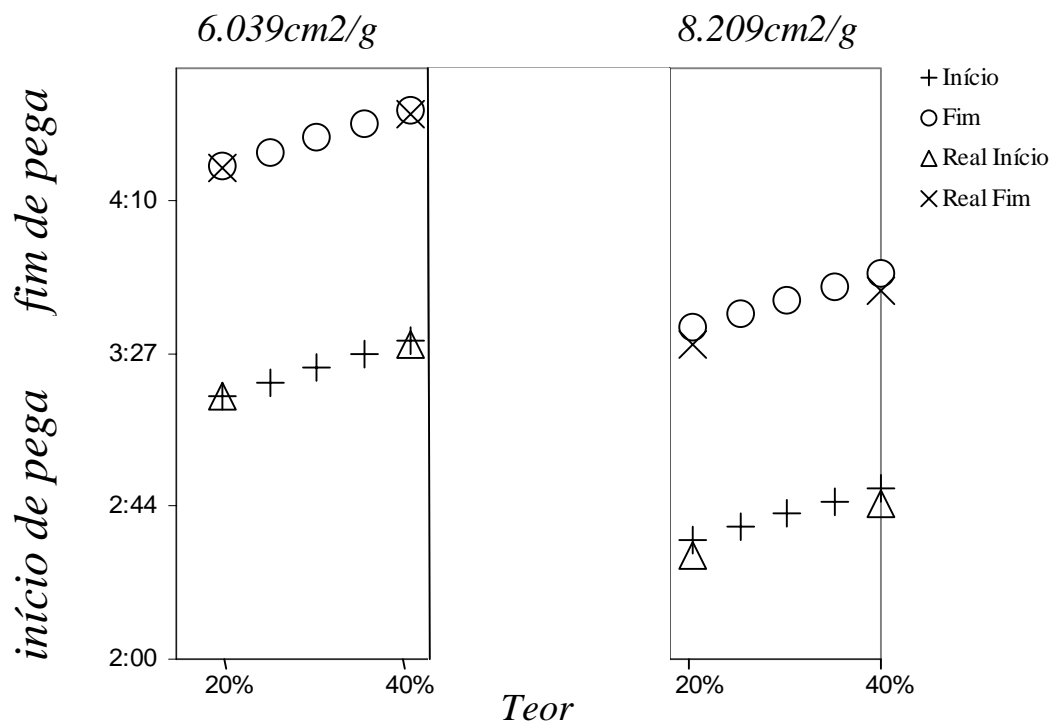 6.039cm2/g
8.209cm2/g
Início
Fim
Real Início
Real Fim
fim de pega
início de pega
4:10
3:27
2:44
2:00
20%
40%
20%
40%
Teor